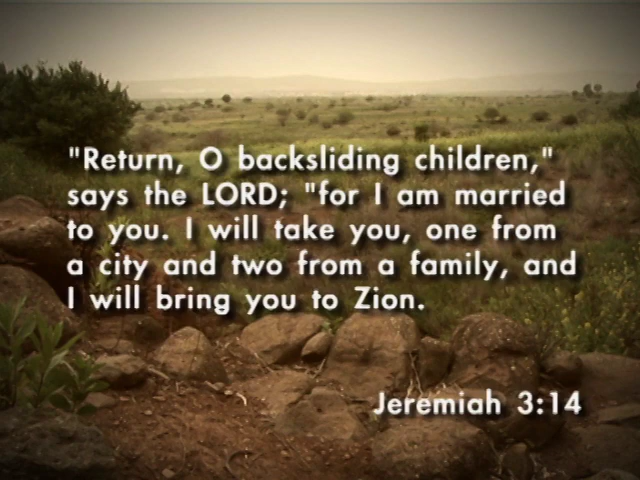 "Return, O backsliding children,"
says the LORD; "for I am married
to you. I will take you, one from
a city and two from a family, and
I will bring you to Zion.
Jeremiah 3:14